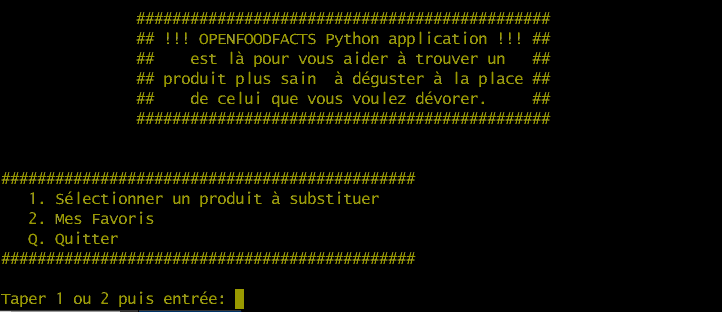 ##############################################
## !!! OPENFOODFACTS Python application !!! ##
##    est là pour vous aider à trouver un   ##
## produit plus sain  à déguster à la place ##
##    de celui que vous voulez dévorer.     ##
##############################################
##############################################
1. Sélectionner un produit à substituer
2. Mes Favoris
Q. Quitter
##############################################
Taper 1 ou 2 puis entrée: